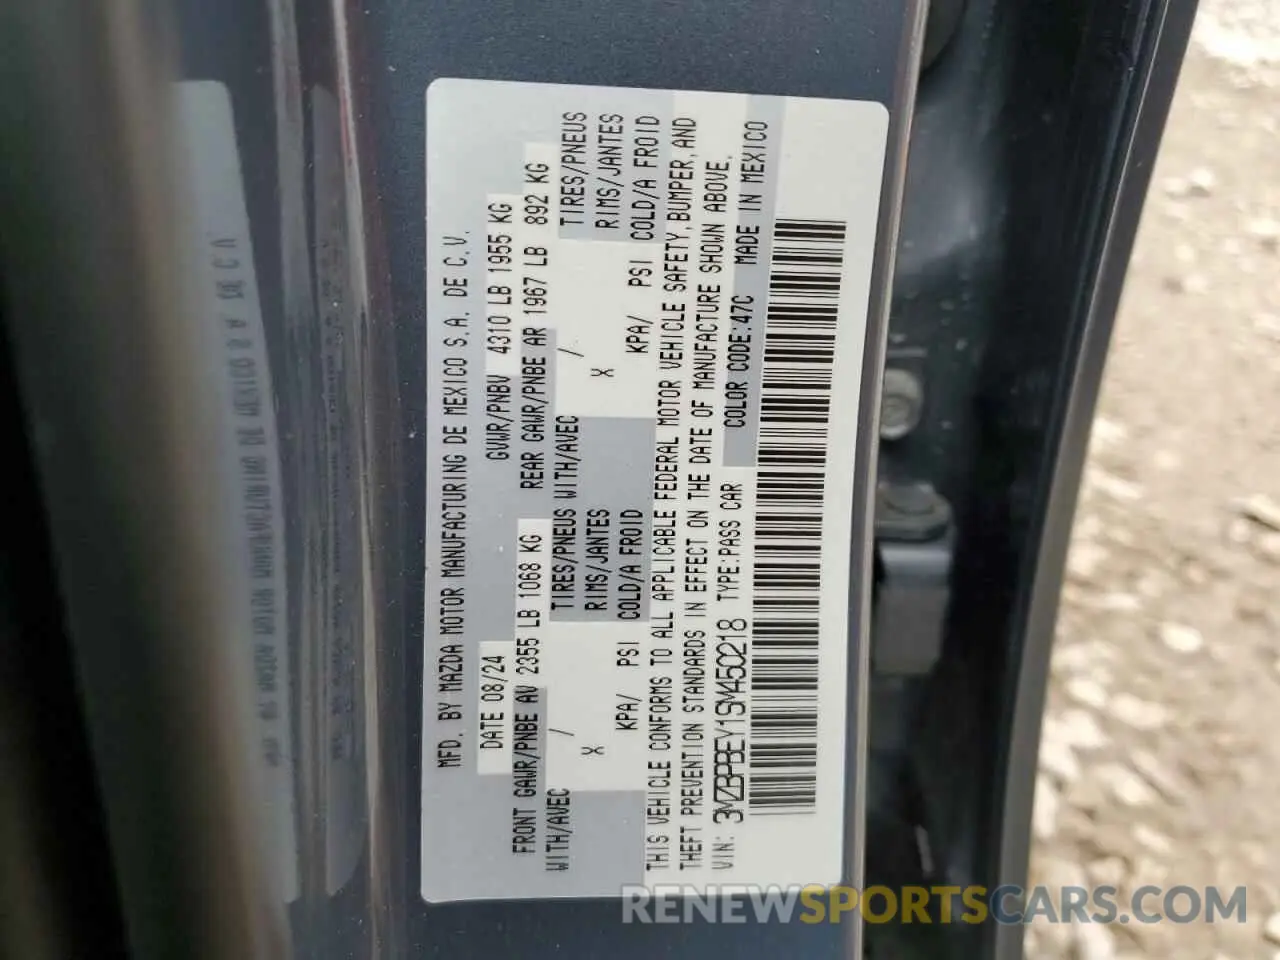 MFD. BY MAZDA MOTOR MANUFACTURING DE MEXICO S.A. DE C.V.
DATE 08/24 GVWR/PNBV 4310 LB 1955 KG
FRONT GAWR/PNBE AV 2355 LB 1068 KG REAR GAWR/PNBE AR 1967 LB 892 KG
WITH/AVEC / TIRES/PNEUS WITH/AVEC / TIRES/PNEUS
X RIMS/JANTES X RIMS/JANTES
KPA/ PSI COLD/A FROID KPA/ PSI COLD/A FROID
THIS VEHICLE CONFORMS TO ALL APPLICABLE FEDERAL MOTOR VEHICLE SAFETY, BUMPER, AND
THEFT PREVENTION STANDARDS IN EFFECT ON THE DATE OF MANUFACTURE SHOWN ABOVE.
VIN: 3MZBPBEY1SM450218 TYPE:PASS CAR COLOR CODE:47C MADE IN MEXICO
RENEWSPORTSCARS.COM